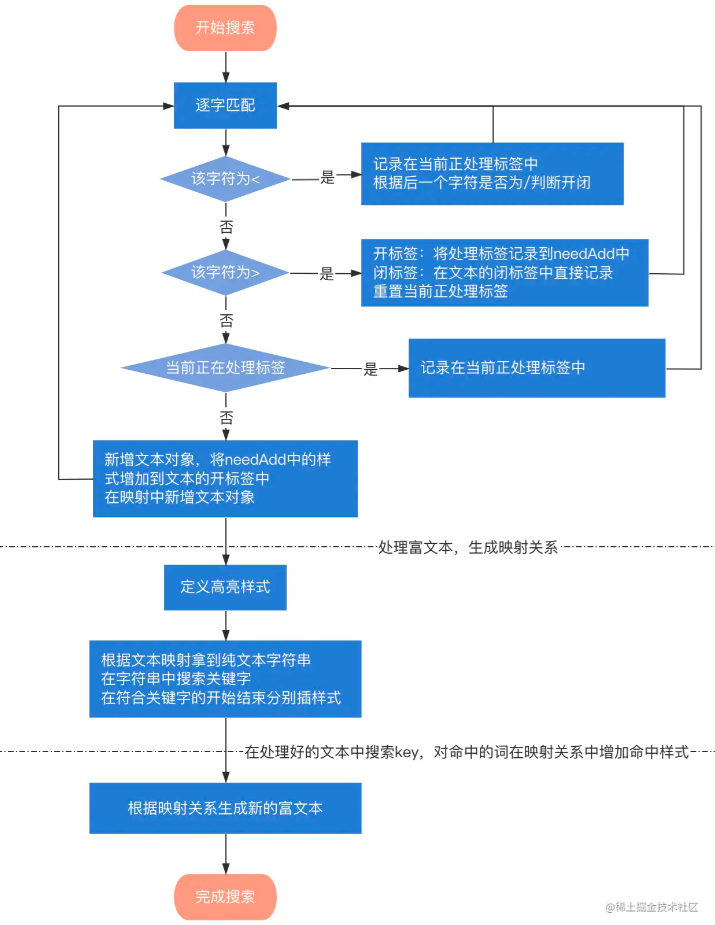 开始搜索
逐字匹配
该字符为<
是
记录在当前正处理标签中
根据后一个字符是否为/判断开闭
否
该字符为>
是
开标签：将处理标签记录到needAdd中
闭标签：在文本的闭标签中直接记录
重置当前正处理标签
否
当前正在处理标签
是
记录在当前正处理标签中
否
新增文本对象，将needAdd中的样
式增加到文本的开标签中
在映射中新增文本对象
处理富文本，生成映射关系
定义高亮样式
根据文本映射拿到纯文本字符串
在字符串中搜索关键字
在符合关键字的开始结束分别插样式
在处理好的文本中搜索key，对命中的词在映射关系中增加命中样式
根据映射关系生成新的富文本
完成搜索
@稀土掘金技术社区